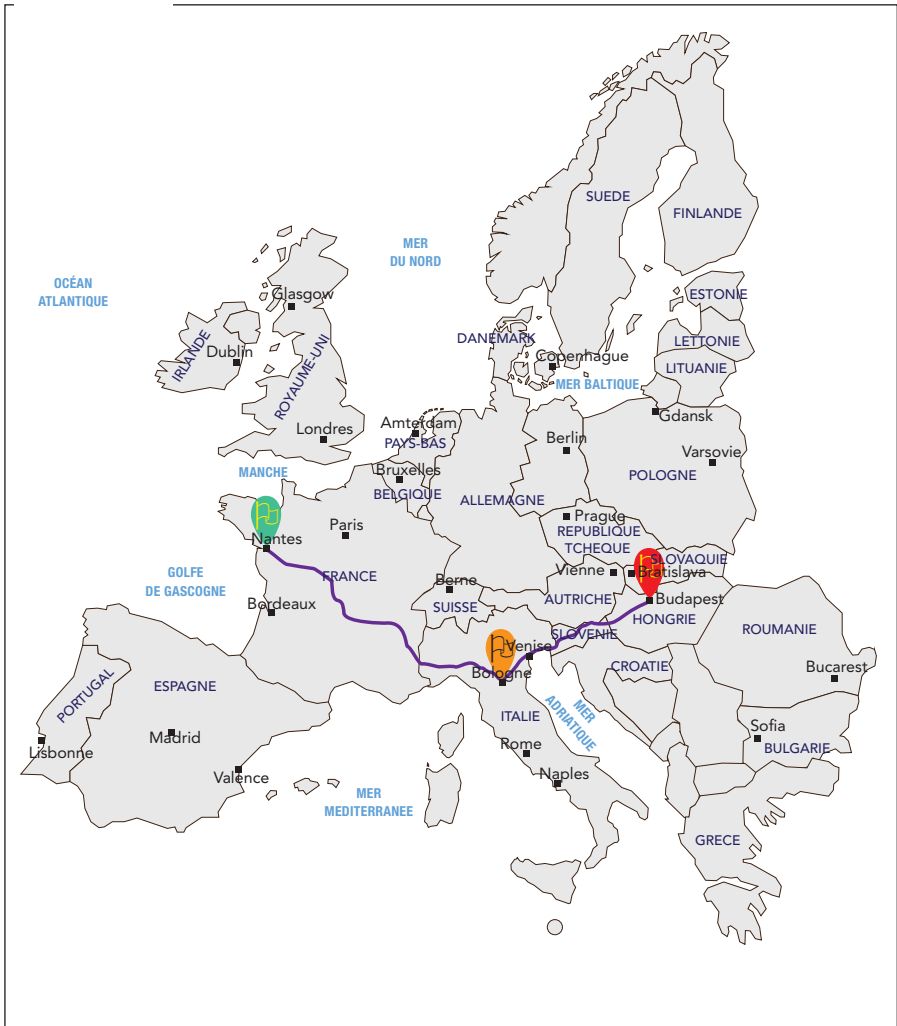 SUEDE
FINLANDE
MER
DU NORD
OCÉAN
ATLANTIQUE
Glasgow
ESTONIE
DANEMARK
LETTONIE
IRLANDE
Dublin
Copenhague
LITUANIE
ROYAUME-UNI
MER BALTIQUE
Gdansk
Londres
Amterdam
PAYS-BAS
Berlin
Varsovie
MANCHE
Bruxelles
BELGIQUE
ALLEMAGNE
POLOGNE
Prague
Paris
REPUBLIQUE
TCHEQUE
Nantes
SLOVAQUIE
GOLFE
DE GASCOGNE
FRANCE
Berne
Vienne
Bratislava
Bordeaux
SUISSE
AUTRICHE
Budapest
HONGRIE
SLOVENIE
ROUMANIE
Venise
Bologne
CROATIE
Bucarest
PORTUGAL
ESPAGNE
ITALIE
MER
ADRIATIQUE
Madrid
Lisbonne
Rome
Sofia
BULGARIE
Valence
Naples
MER
MEDITERRANEE
GRECE